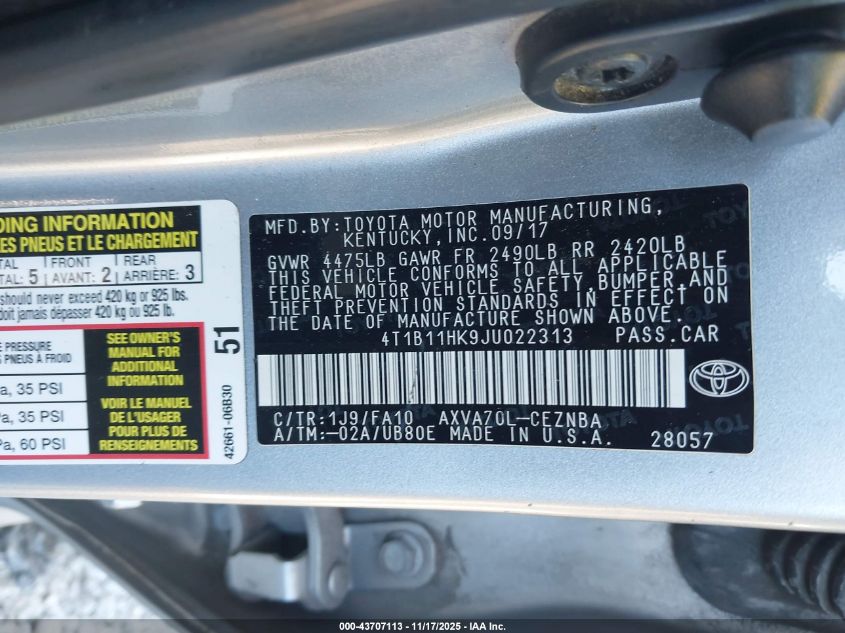 DING INFORMATION
ES PNEUS ET LE CHARGEMENT
TAL FRONT REAR
TAL: 5 AVANT: 2 ARRIÈRE: 3
should never exceed 420 kg or 925 lbs.
doit jamais dépasser 420 kg ou 925 lb.
E PRESSURE
PNEUS À FROID
a, 35 PSI
Pa, 35 PSI
Pa, 60 PSI
SEE OWNER'S
MANUAL FOR
ADDITIONAL
INFORMATION
VOIR LE MANUEL
DE L'USAGER
POUR PLUS DE
RENSEIGNEMENTS
51
42661-06B30
MFD.BY:TOYOTA MOTOR MANUFACTURING,
KENTUCKY, INC.09/17
GVWR 4475LB GAWR FR 2490LB RR 2420LB
THIS VEHICLE CONFORMS TO ALL APPLICABLE
FEDERAL MOTOR VEHICLE SAFETY,BUMPER,AND
THEFT PREVENTION STANDARDS IN EFFECT ON
THE DATE OF MANUFACTURE SHOWN ABOVE.
4T1B11HK9JU022313 PASS.CAR
C/TR:1J9/FA10 AXVA70L-CEZNBA
A/TM:-02A/UB80E MADE IN U.S.A. 28057
TOYOTA
000-43707113 - 11/17/2025 - IAA Inc.